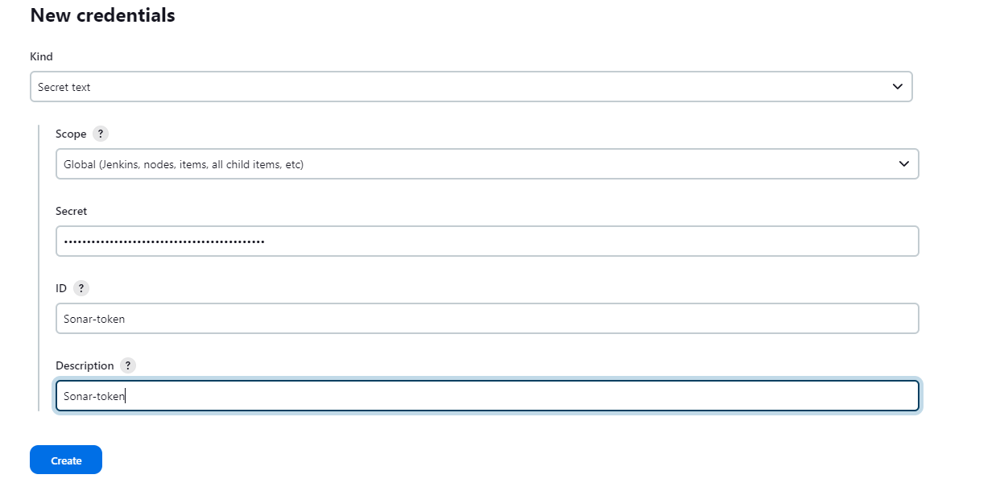 New credentials
Kind
Secret text
Scope ?
Global (Jenkins, nodes, items, all child items, etc)
Secret
••••••••••••••••••••••••••••••••••••••••••••
ID ?
Sonar-token
Description ?
Sonar-token
Create